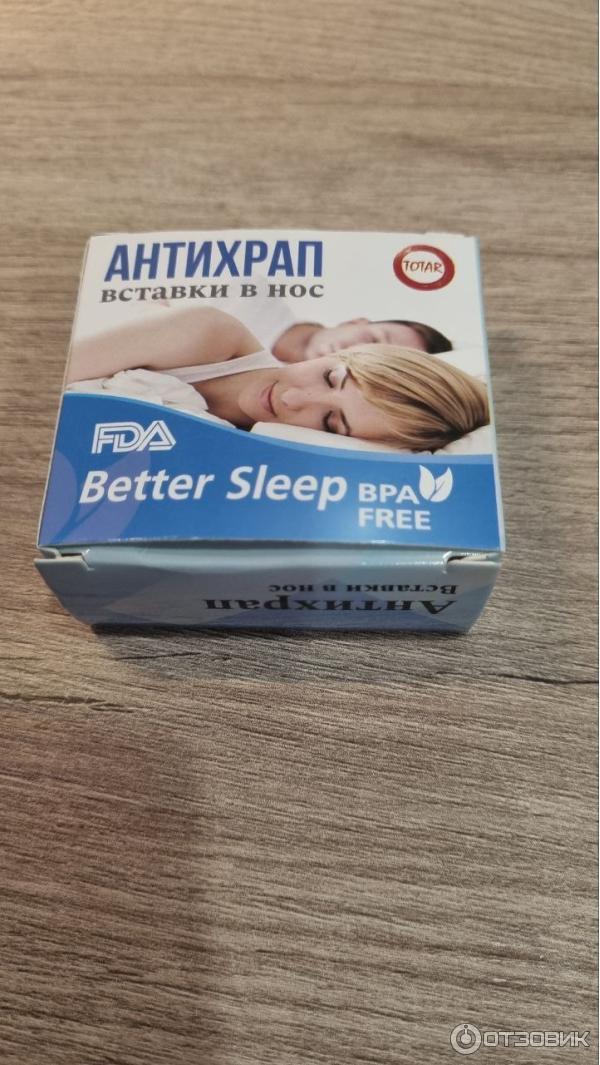 АНТИХРАП
вставки в нос
TOTAR
FDA
Better Sleep
BPA
FREE
Антихрап
Вставки в нос
ОТЗОВИК